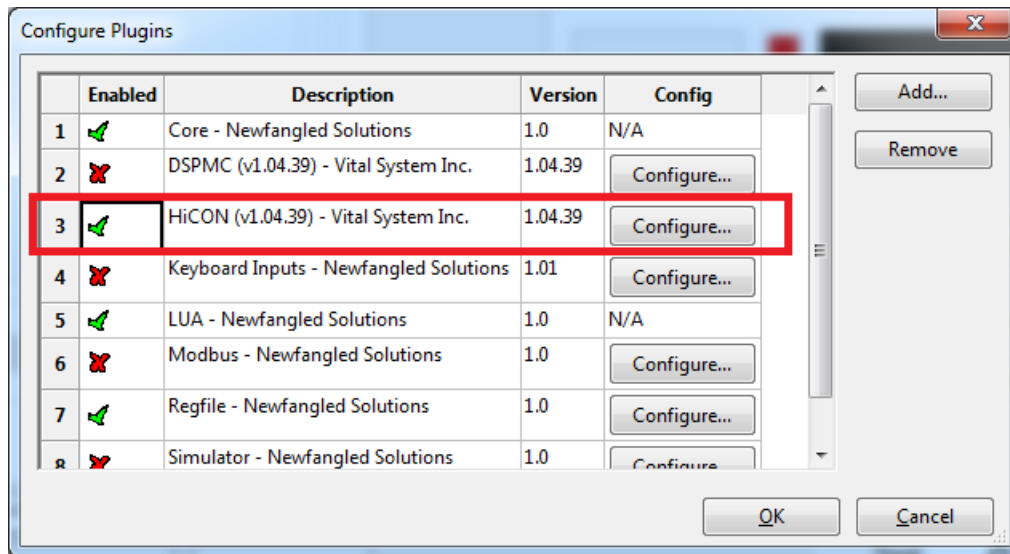 Configure Plugins
Enabled Description Version Config
1 Core - Newfangled Solutions 1.0 N/A
2 DSPMC (v1.04.39) - Vital System Inc. 1.04.39 Configure...
3 HiCON (v1.04.39) - Vital System Inc. 1.04.39 Configure...
4 Keyboard Inputs - Newfangled Solutions 1.01 Configure...
5 LUA - Newfangled Solutions 1.0 N/A
6 Modbus - Newfangled Solutions 1.0 Configure...
7 Regfile - Newfangled Solutions 1.0 Configure...
8 Simulator - Newfangled Solutions 1.0 Configure...
Add...
Remove
OK Cancel